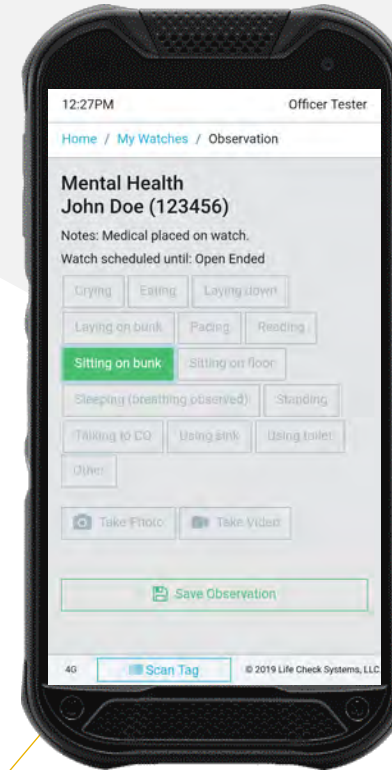 12:27PM Officer Tester
Home / My Watches / Observation
Mental Health
John Doe (123456)
Notes: Medical placed on watch.
Watch scheduled until: Open Ended
Crying Eating Laying down
Laying on bunk Pacing Reading
Sitting on bunk Sitting on floor
Sleeping (breathing observed) Standing
Talking to CO Using sink Using toilet
Other
Take Photo Take Video
Save Observation
4G Scan Tag © 2019 Life Check Systems, LLC